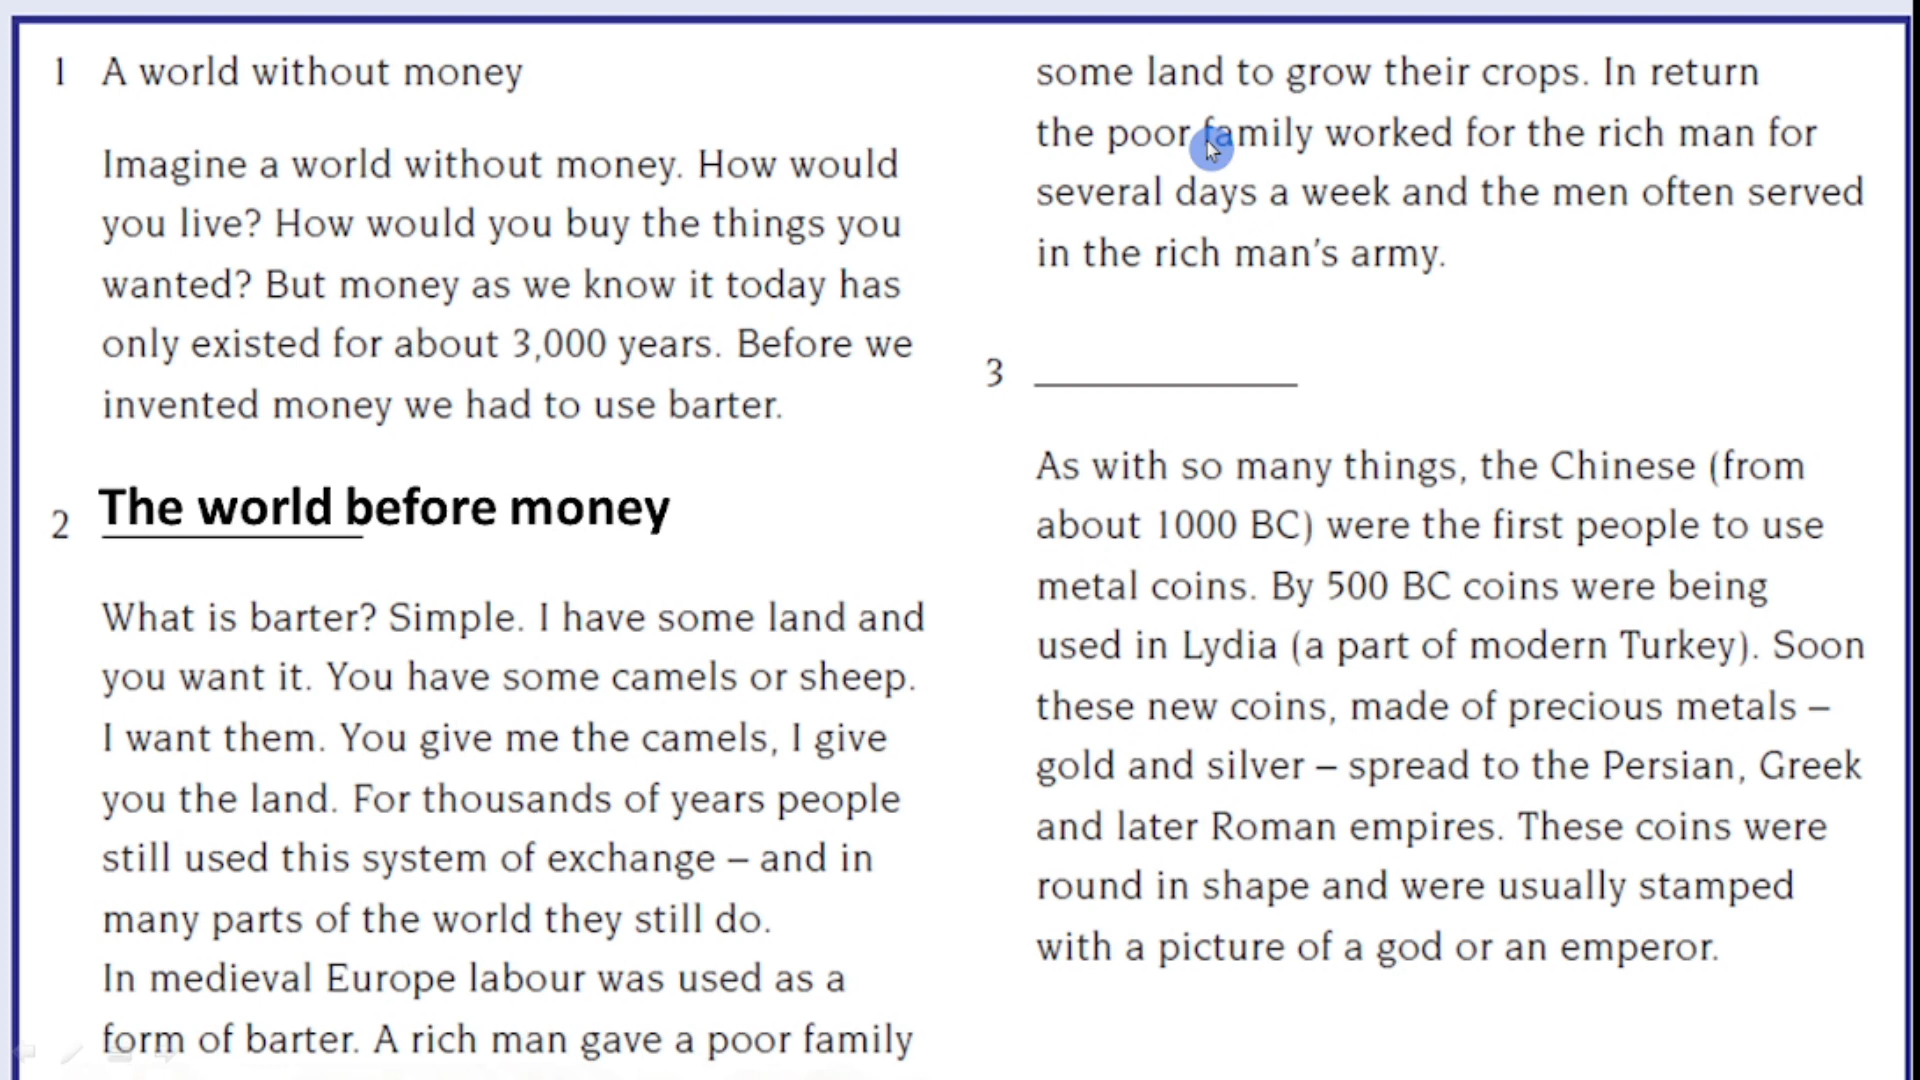 1 A world without money
Imagine a world without money. How would
you live? How would you buy the things you
wanted? But money as we know it today has
only existed for about 3,000 years. Before we
invented money we had to use barter.
2 The world before money
What is barter? Simple. I have some land and
you want it. You have some camels or sheep.
I want them. You give me the camels, I give
you the land. For thousands of years people
still used this system of exchange – and in
many parts of the world they still do.
In medieval Europe labour was used as a
form of barter. A rich man gave a poor family
some land to grow their crops. In return
the poor family worked for the rich man for
several days a week and the men often served
in the rich man’s army.
3
As with so many things, the Chinese (from
about 1000 BC) were the first people to use
metal coins. By 500 BC coins were being
used in Lydia (a part of modern Turkey). Soon
these new coins, made of precious metals –
gold and silver – spread to the Persian, Greek
and later Roman empires. These coins were
round in shape and were usually stamped
with a picture of a god or an emperor.